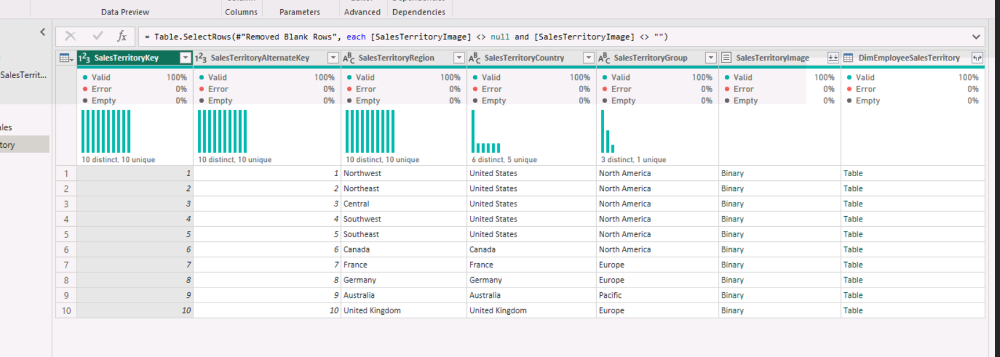 Data Preview
Columns
Parameters
Advanced
Dependencies
fx
= Table.SelectRows(#"Removed Blank Rows", each [SalesTerritoryImage] <> null and [SalesTerritoryImage] <> "")
SalesTerrit...
ales
tory
123 SalesTerritoryKey 123 SalesTerritoryAlternateKey ABC SalesTerritoryRegion ABC SalesTerritoryCountry ABC SalesTerritoryGroup SalesTerritoryImage DimEmployeeSalesTerritory
Valid 100% Valid 100% Valid 100% Valid 100% Valid 100% Valid 100% Valid 100%
Error 0% Error 0% Error 0% Error 0% Error 0% Error 0% Error 0%
Empty 0% Empty 0% Empty 0% Empty 0% Empty 0% Empty 0% Empty 0%
10 distinct, 10 unique 10 distinct, 10 unique 10 distinct, 10 unique 6 distinct, 5 unique 3 distinct, 1 unique
1 1 1 Northwest United States North America Binary Table
2 2 2 Northeast United States North America Binary Table
3 3 3 Central United States North America Binary Table
4 4 4 Southwest United States North America Binary Table
5 5 5 Southeast United States North America Binary Table
6 6 6 Canada Canada North America Binary Table
7 7 7 France France Europe Binary Table
8 8 8 Germany Germany Europe Binary Table
9 9 9 Australia Australia Pacific Binary Table
10 10 10 United Kingdom United Kingdom Europe Binary Table